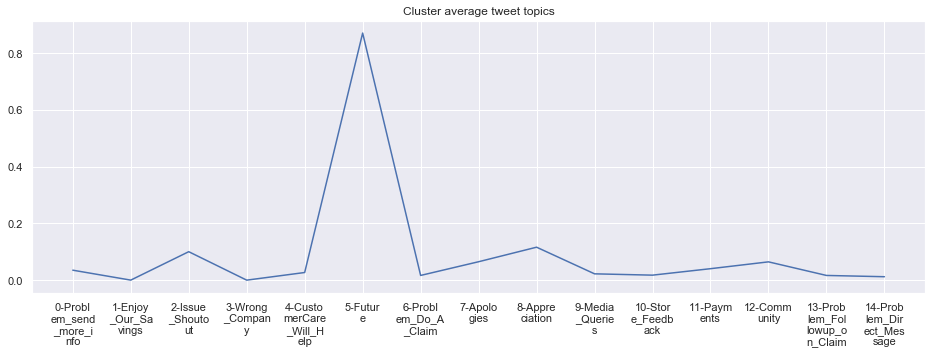 Cluster average tweet topics
0.8
0.6
0.4
0.2
0.0
0-Probl
em_send
_more_i
nfo
1-Enjoy
_Our_Sa
vings
2-Issue
_Shouto
ut
3-Wrong
_Compan
y
4-Custo
merCare
_Will_H
elp
5-Futur
e
6-Probl
em_Do_A
_Claim
7-Apolo
gies
8-Appre
ciation
9-Media
_Querie
s
10-Stor
e_Feedb
ack
11-Paym
ents
12-Comm
unity
13-Prob
lem_Fol
lowup_o
n_Claim
14-Prob
lem_Dir
ect_Mes
sage